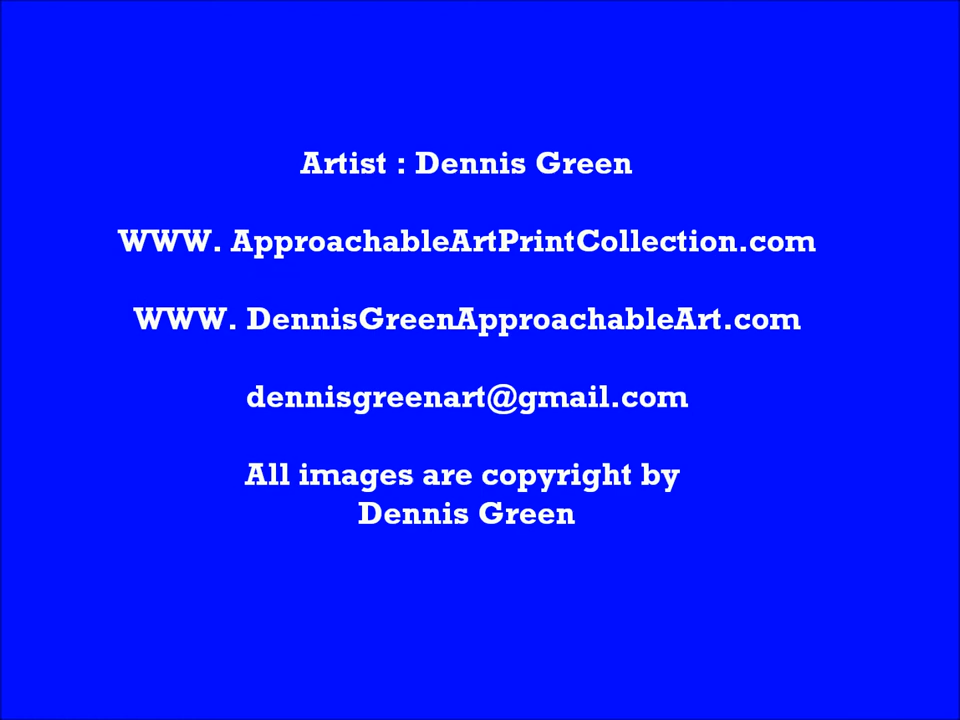 Artist : Dennis Green
WWW. ApproachableArtPrintCollection.com
WWW. DennisGreenApproachableArt.com
dennisgreenart@gmail.com
All images are copyright by
Dennis Green